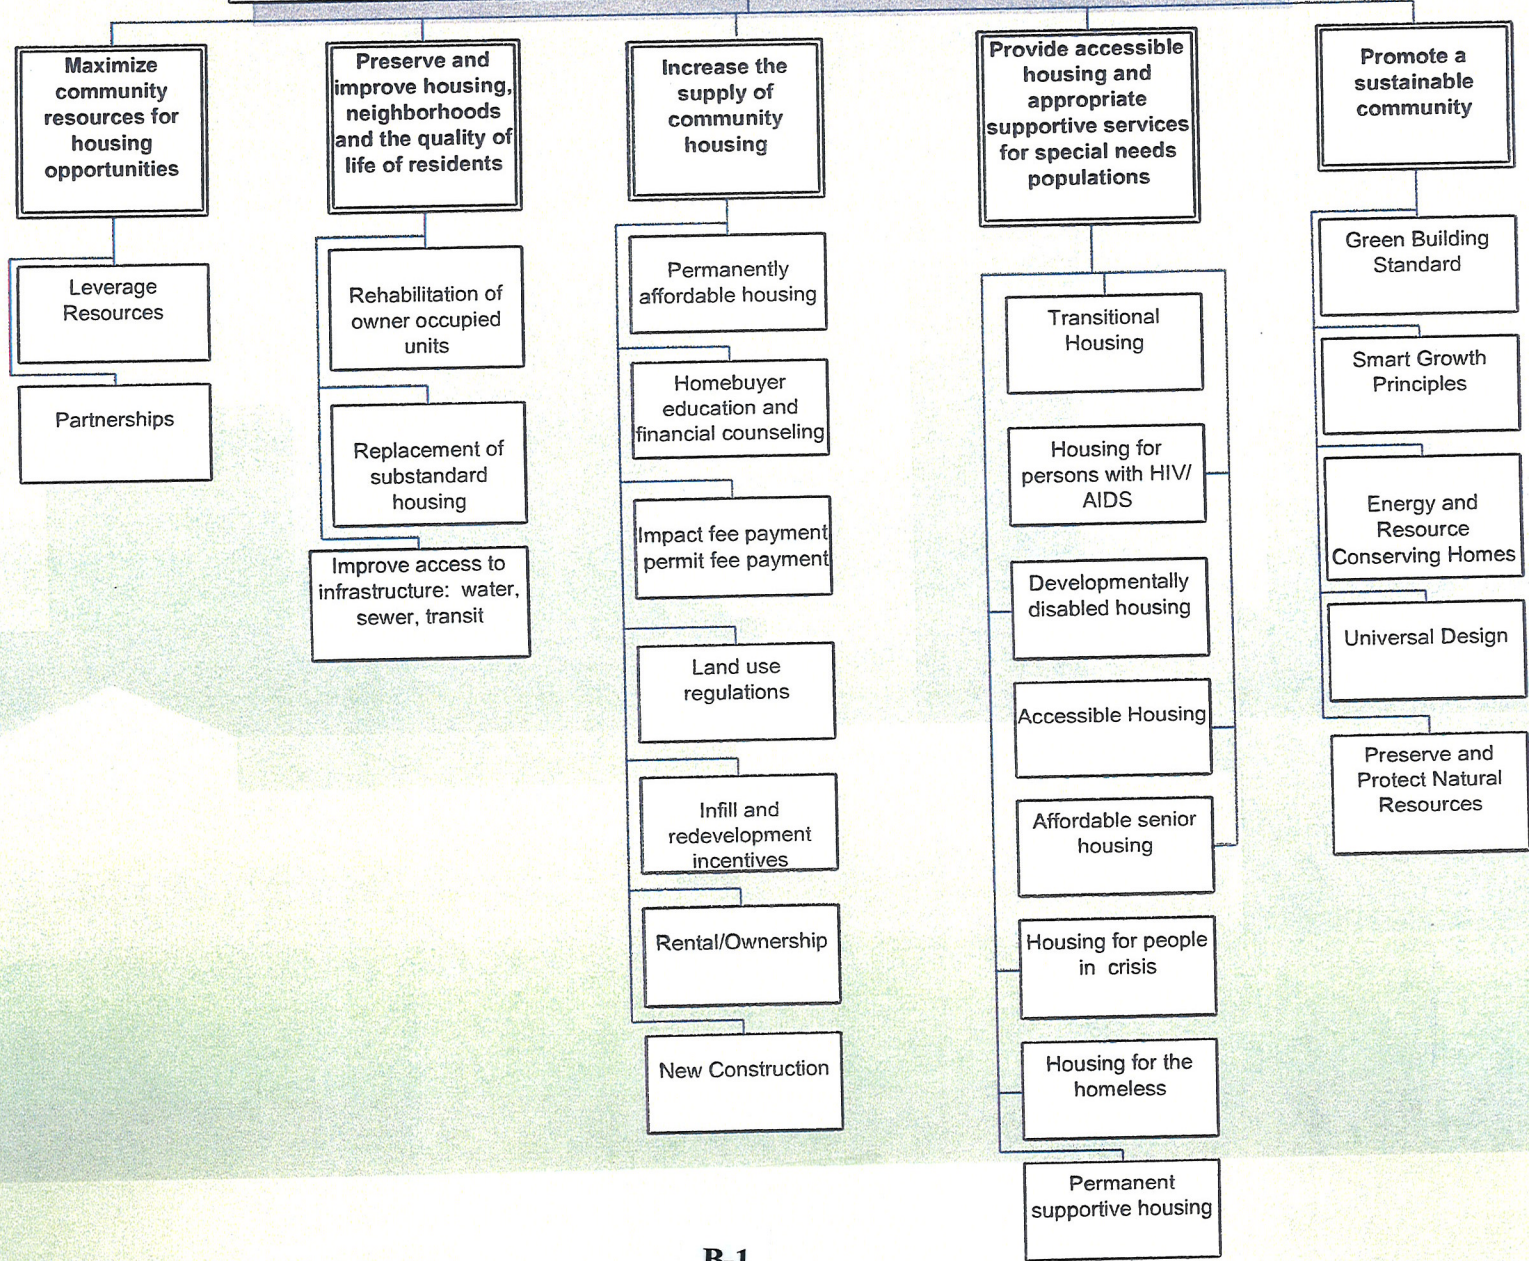 Maximize
community
resources for
housing
opportunities
Leverage
Resources
Partnerships
Preserve and
improve housing,
neighborhoods
and the quality of
life of residents
Rehabilitation of
owner occupied
units
Replacement of
substandard
housing
Improve access to
infrastructure: water,
sewer, transit
Increase the
supply of
community
housing
Permanently
affordable housing
Homebuyer
education and
financial counseling
Impact fee payment
permit fee payment
Land use
regulations
Infill and
redevelopment
incentives
Rental/Ownership
New Construction
Provide accessible
housing and
appropriate
supportive services
for special needs
populations
Transitional
Housing
Housing for
persons with HIV/
AIDS
Developmentally
disabled housing
Accessible Housing
Affordable senior
housing
Housing for people
in crisis
Housing for the
homeless
Permanent
supportive housing
Promote a
sustainable
community
Green Building
Standard
Smart Growth
Principles
Energy and
Resource
Conserving Homes
Universal Design
Preserve and
Protect Natural
Resources
B-1